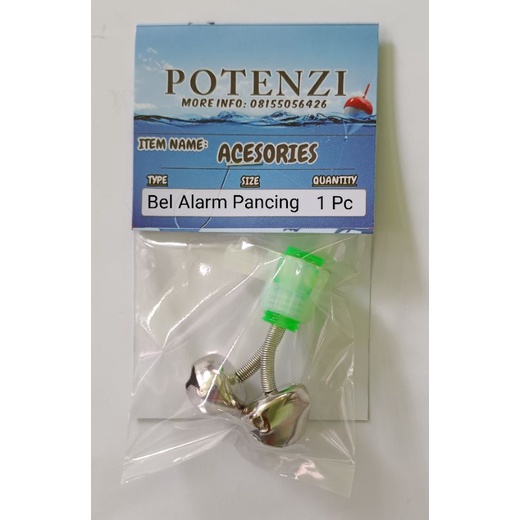 POTENZI
MORE INFO: 08155056426
ITEM NAME: ACESORIES
TYPE SIZE QUANTITY
Bel Alarm Pancing 1 Pc